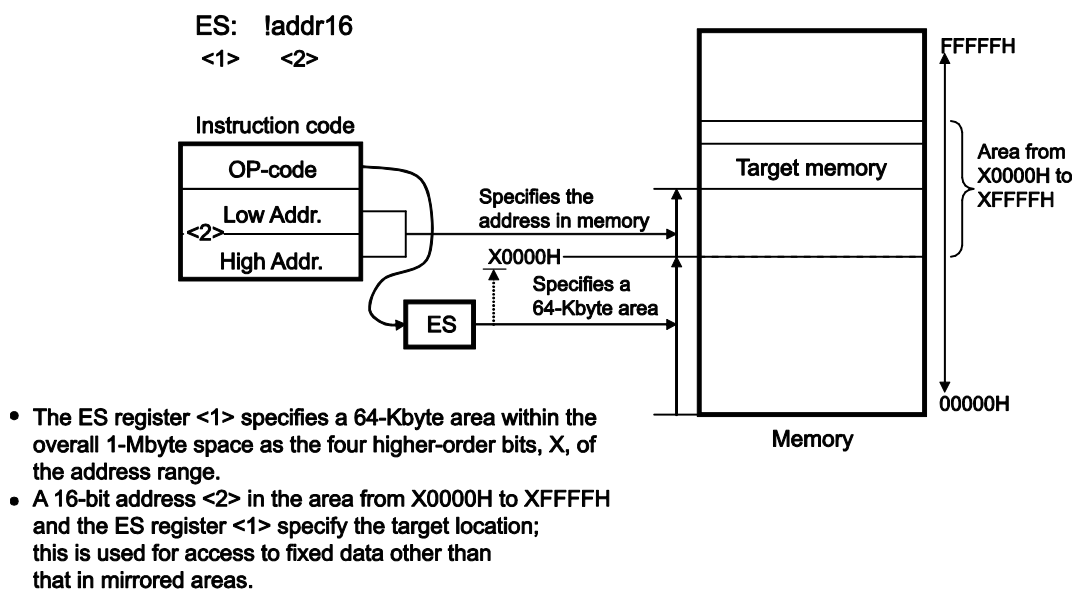 ES: !addr16
<1> <2>
Instruction code
OP-code
Low Addr.
<2>
High Addr.
ES
Specifies the
address in memory
X0000H
Specifies a
64-Kbyte area
Target memory
Memory
FFFFFH
Area from
X0000H to
XFFFFH
00000H
• The ES register <1> specifies a 64-Kbyte area within the
overall 1-Mbyte space as the four higher-order bits, X, of
the address range.
• A 16-bit address <2> in the area from X0000H to XFFFFH
and the ES register <1> specify the target location;
this is used for access to fixed data other than
that in mirrored areas.